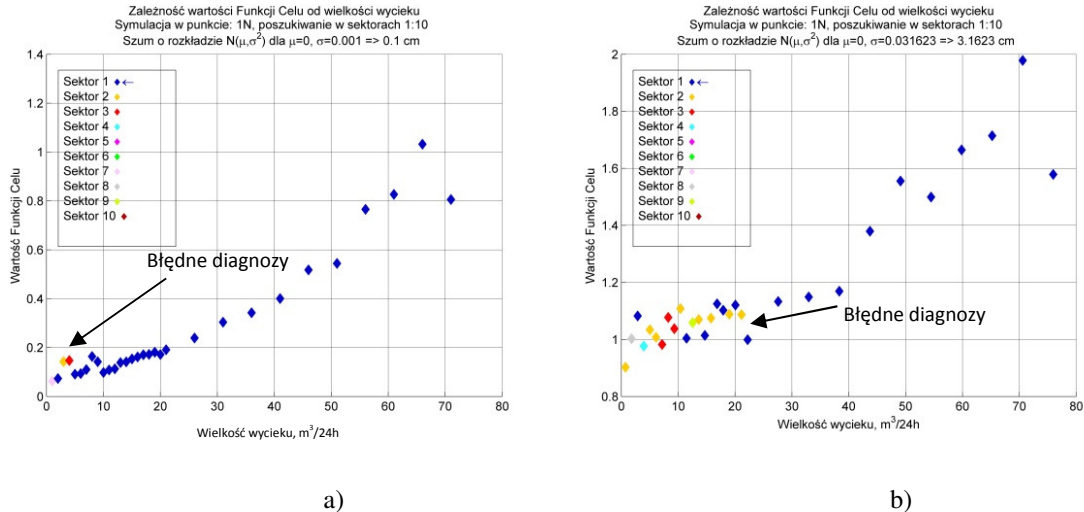 Zależność wartości Funkcji Celu od wielkości wycieku
Symulacja w punkcie: 1N, poszukiwanie w sektorach 1:10
Szum o rozkładzie N(μ,σ²) dla μ=0, σ=0.001 => 0.1 cm
1.4
1.2
1
0.8
0.6
0.4
0.2
0
Wartość Funkcji Celu
Sektor 1 ←
Sektor 2
Sektor 3
Sektor 4
Sektor 5
Sektor 6
Sektor 7
Sektor 8
Sektor 9
Sektor 10
Błędne diagnozy
0 10 20 30 40 50 60 70 80
Wielkość wycieku, m³/24h
a)
Zależność wartości Funkcji Celu od wielkości wycieku
Symulacja w punkcie: 1N, poszukiwanie w sektorach 1:10
Szum o rozkładzie N(μ,σ²) dla μ=0, σ=0.031623 => 3.1623 cm
2
1.8
1.6
1.4
1.2
1
0.8
Wartość Funkcji Celu
Sektor 1 ←
Sektor 2
Sektor 3
Sektor 4
Sektor 5
Sektor 6
Sektor 7
Sektor 8
Sektor 9
Sektor 10
Błędne diagnozy
0 10 20 30 40 50 60 70 80
Wielkość wycieku, m³/24h
b)